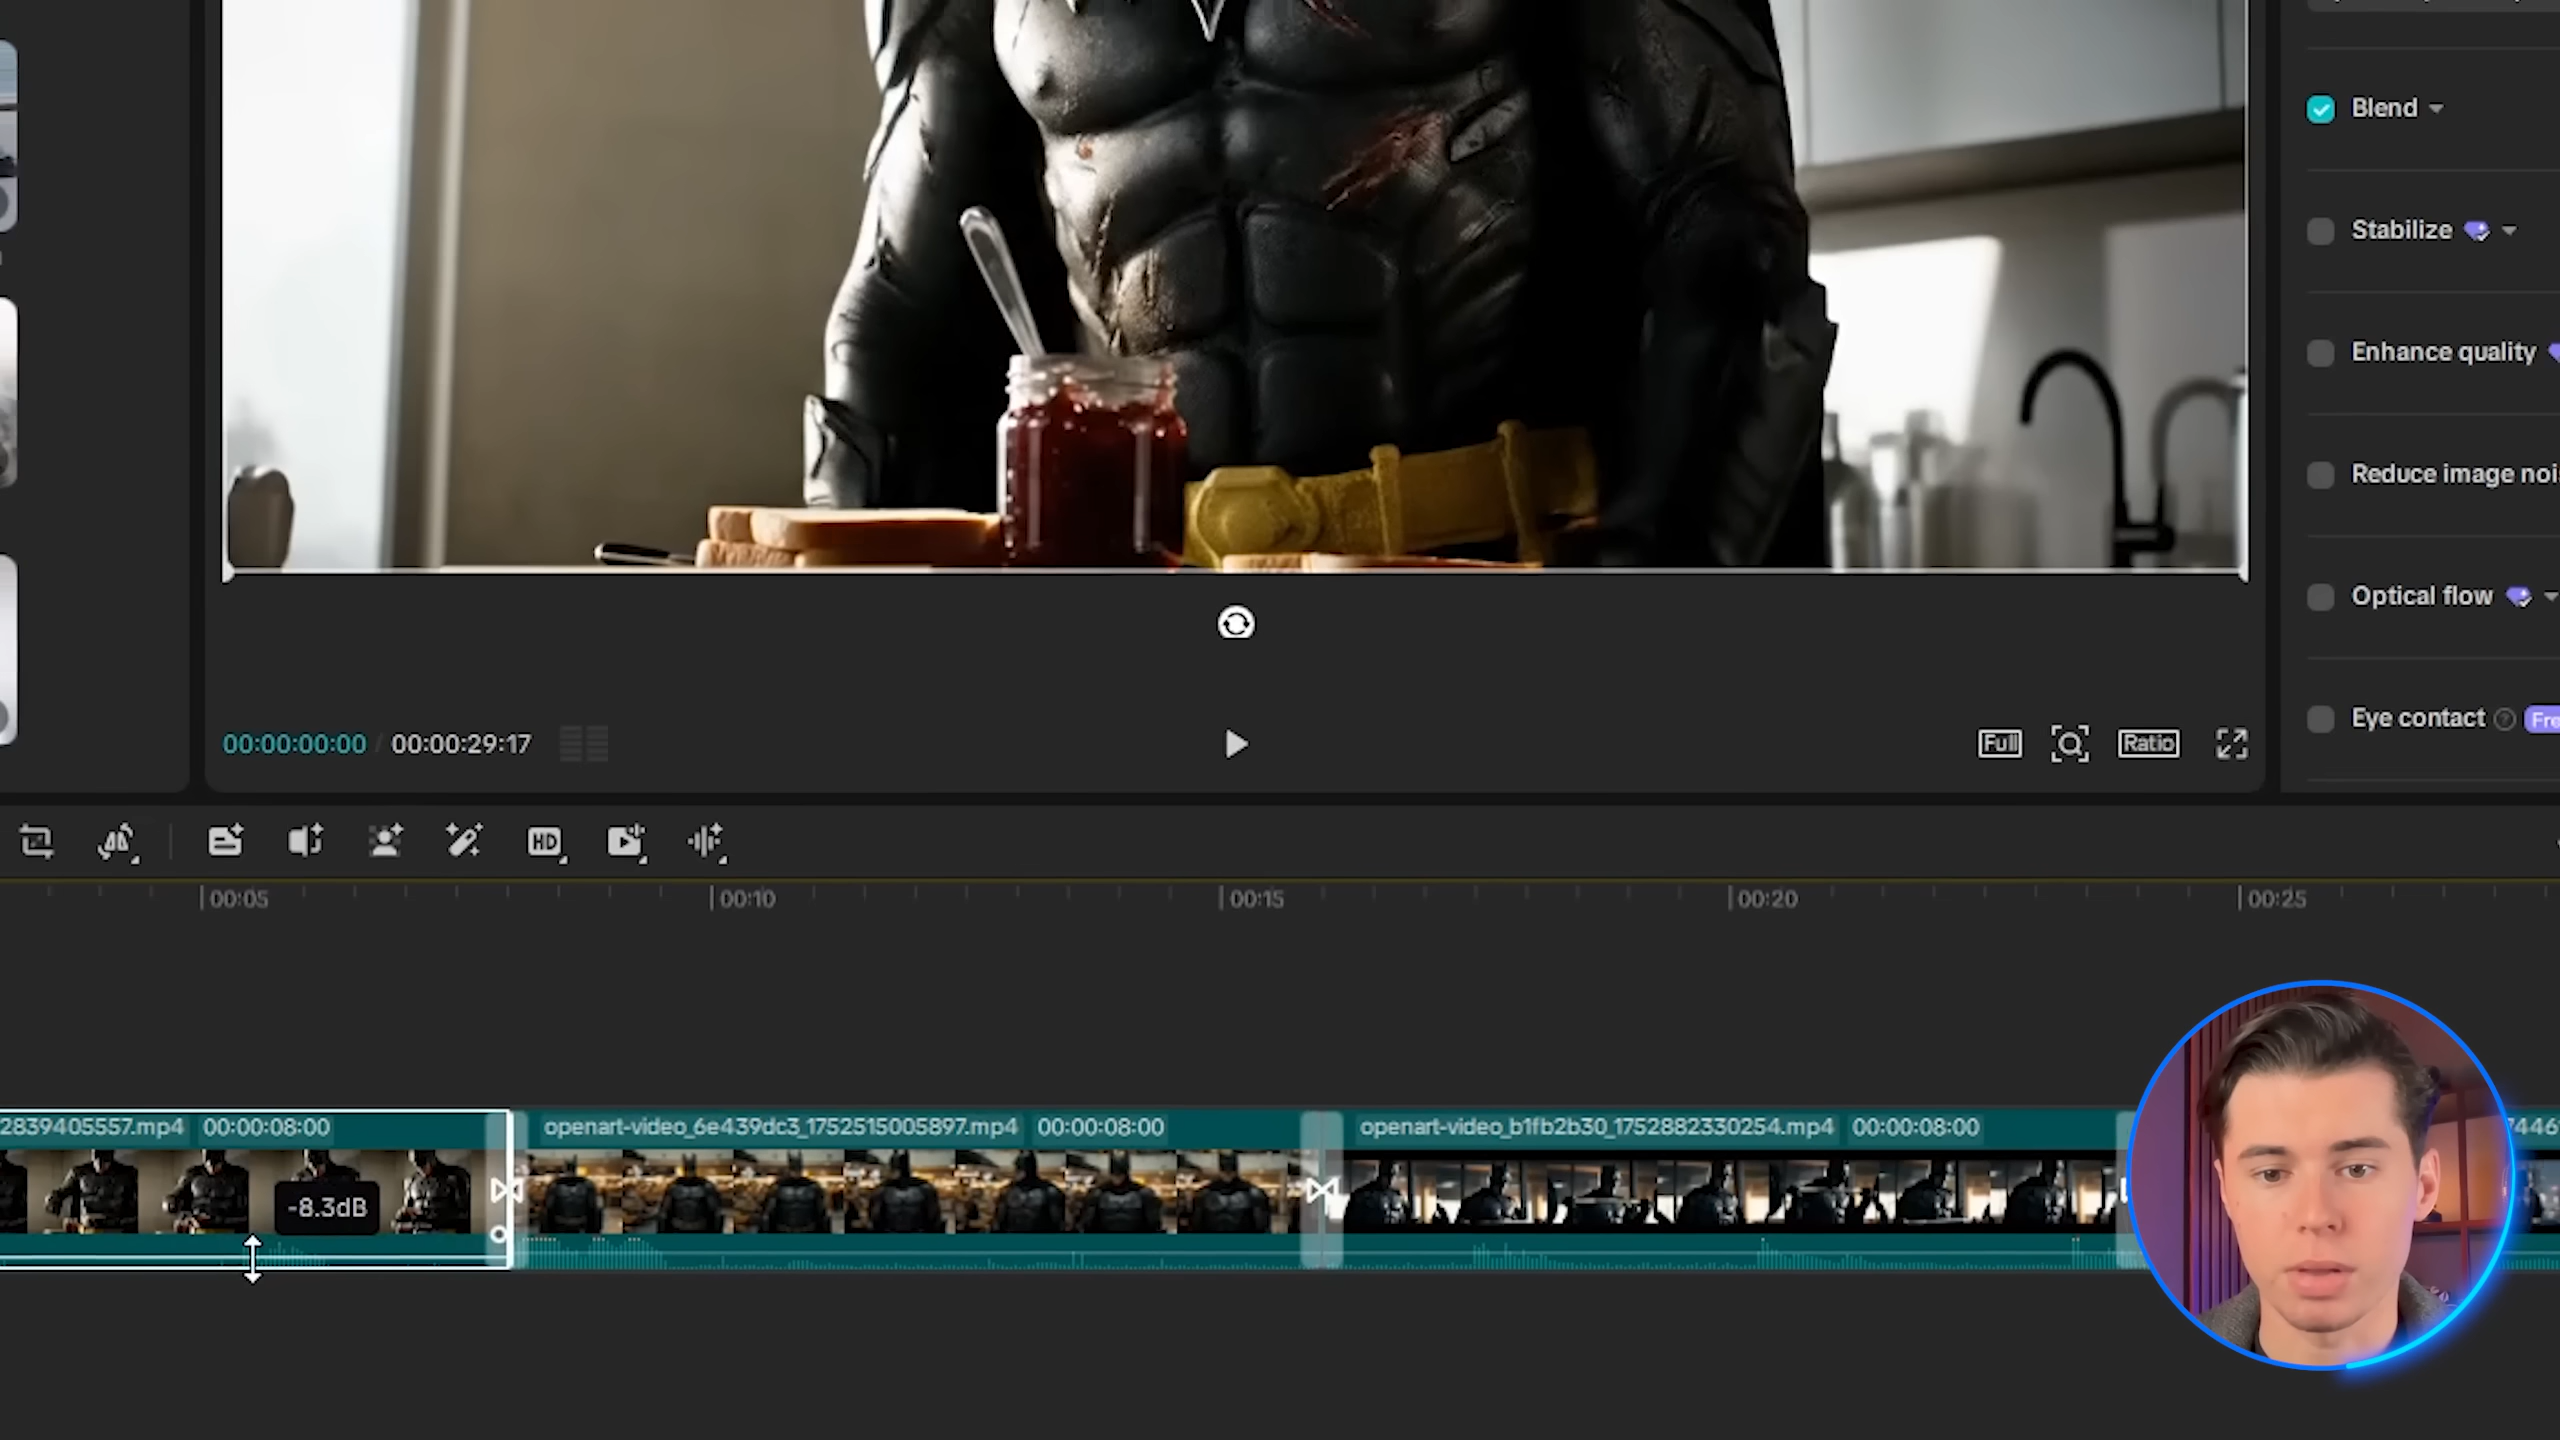 Blend
Stabilize
Enhance quality
Reduce image noi
Optical flow
Eye contact
Fre
00:00:00:00 / 00:00:29:17
Full
Ratio
HD
00:05
00:10
00:15
00:20
00:25
2839405557.mp4 00:00:08:00
openart-video_6e439dc3_1752515005897.mp4 00:00:08:00
openart-video_b1fb2b30_1752882330254.mp4 00:00:08:00
-8.3dB